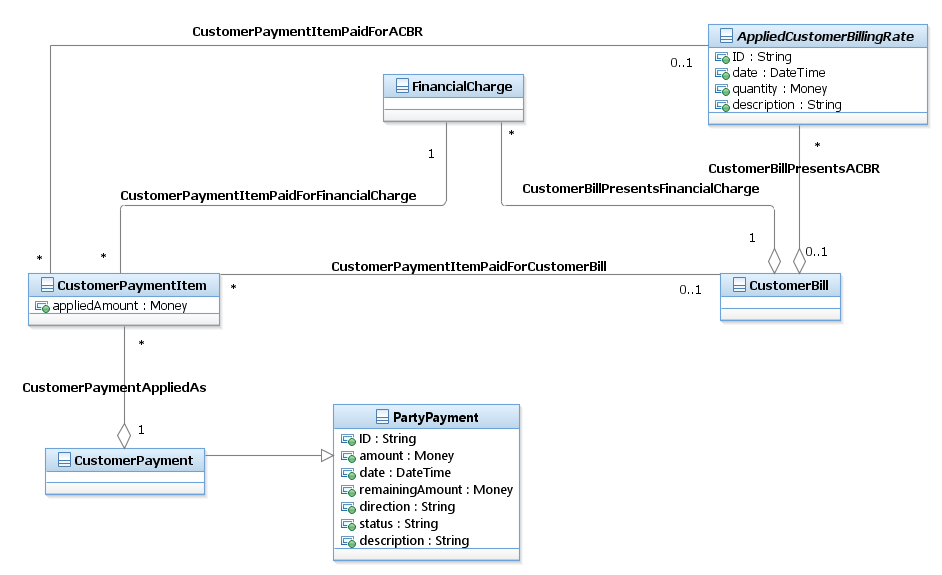 CustomerPaymentItemPaidForACBR
AppliedCustomerBillingRate
ID : String
date : DateTime
quantity : Money
description : String
0..1
FinancialCharge
*
*
1
CustomerBillPresentsACBR
CustomerPaymentItemPaidForFinancialCharge
CustomerBillPresentsFinancialCharge
1
0..1
*
*
CustomerPaymentItemPaidForCustomerBill
CustomerPaymentItem
appliedAmount : Money
*
0..1
CustomerBill
*
CustomerPaymentAppliedAs
1
CustomerPayment
PartyPayment
ID : String
amount : Money
date : DateTime
remainingAmount : Money
direction : String
status : String
description : String